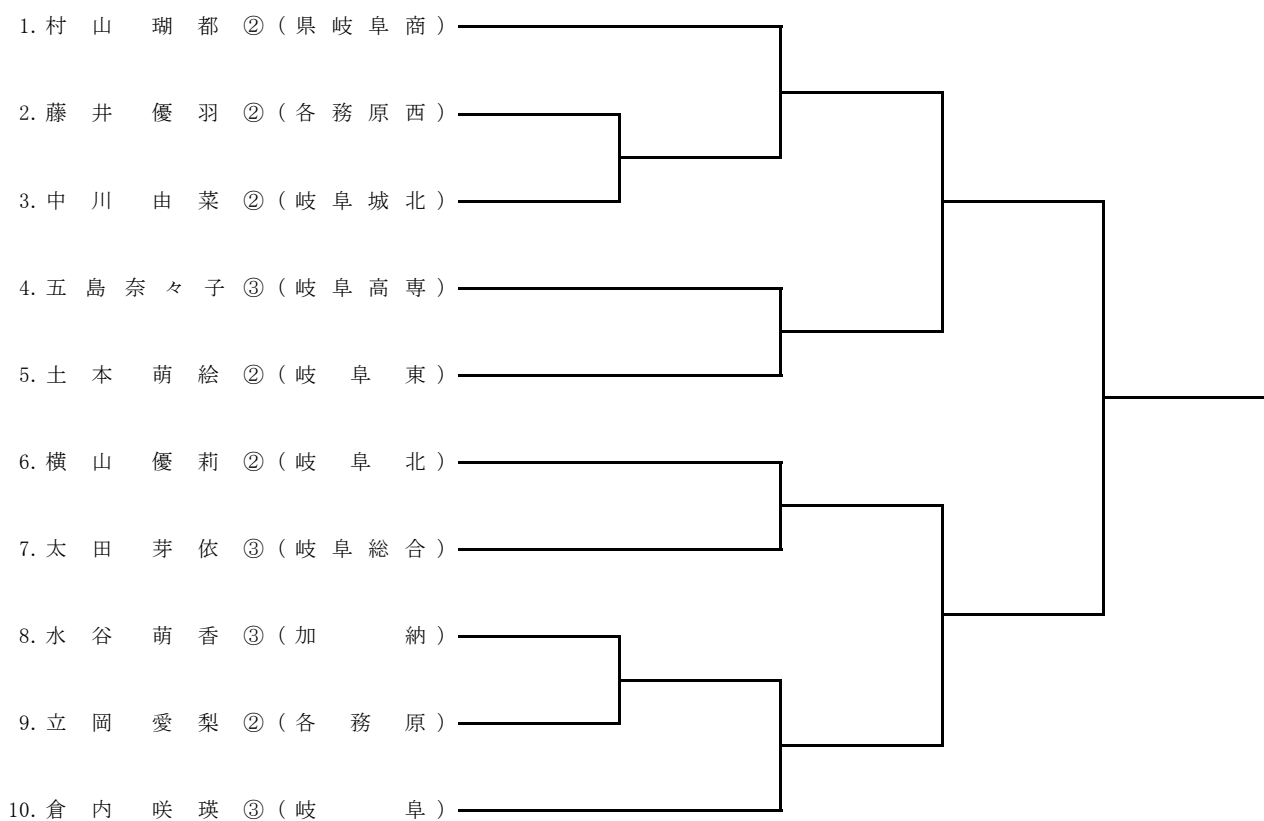 1. 村山 瑚都 ② (県岐阜商)
2. 藤井 優羽 ② (各務原西)
3. 中川 由菜 ② (岐阜城北)
4. 五島奈々子 ③ (岐阜高専)
5. 土本 萌絵 ② (岐阜東)
6. 横山 優莉 ② (岐阜北)
7. 太田 芽依 ③ (岐阜総合)
8. 水谷 萌香 ③ (加納)
9. 立岡 愛梨 ② (各務原)
10. 倉内 咲瑛 ③ (岐阜)